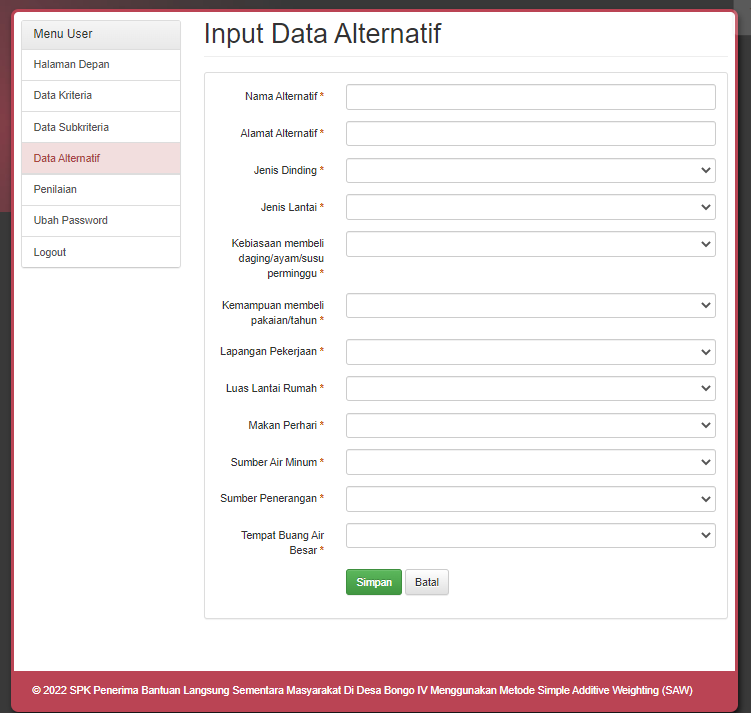 Menu User
Halaman Depan
Data Kriteria
Data Subkriteria
Data Alternatif
Penilaian
Ubah Password
Logout
Input Data Alternatif
Nama Alternatif *
Alamat Alternatif *
Jenis Dinding *
Jenis Lantai *
Kebiasaan membeli
daging/ayam/susu
perminggu *
Kemampuan membeli
pakaian/tahun *
Lapangan Pekerjaan *
Luas Lantai Rumah *
Makan Perhari *
Sumber Air Minum *
Sumber Penerangan *
Tempat Buang Air
Besar *
Simpan Batal
© 2022 SPK Penerima Bantuan Langsung Sementara Masyarakat Di Desa Bongo IV Menggunakan Metode Simple Additive Weighting (SAW)